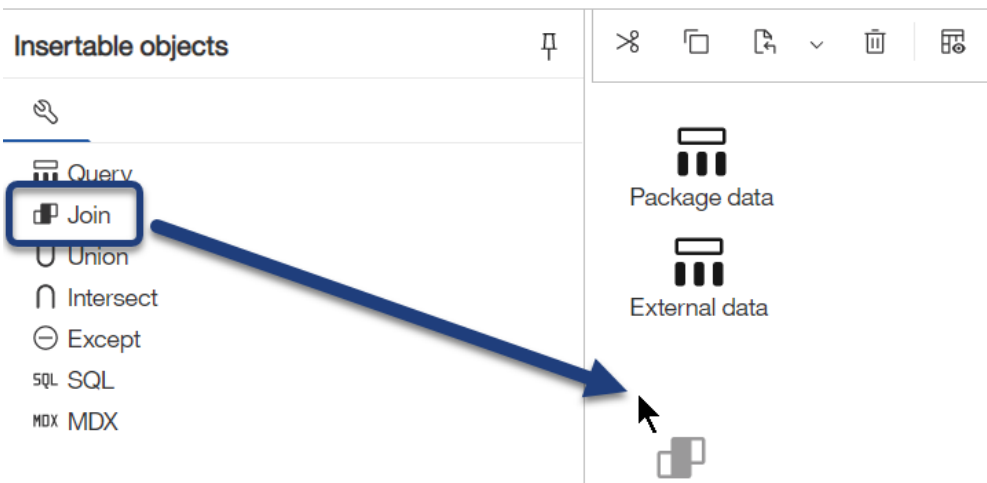 Insertable objects
Query
Join
Union
Intersect
Except
SQL SQL
MDX MDX
Package data
External data